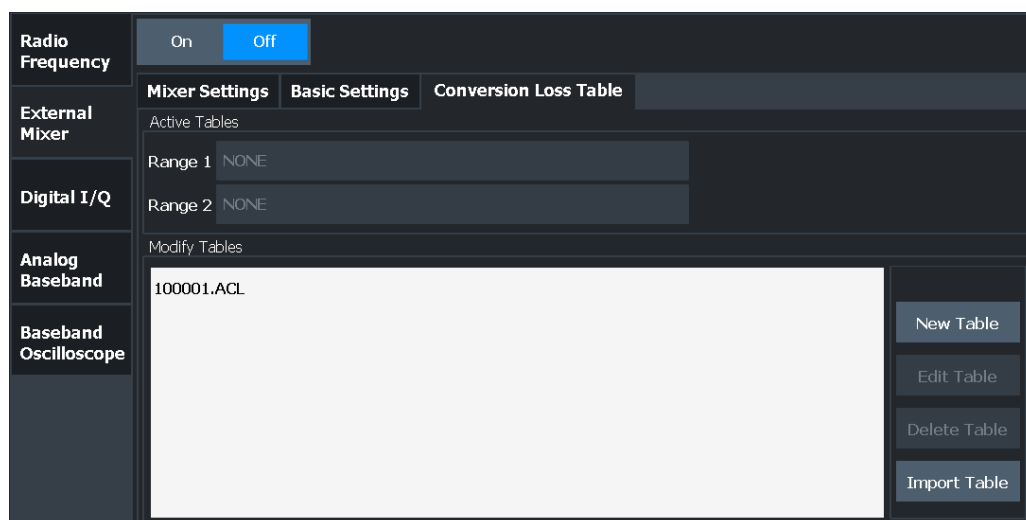 Radio
Frequency
On
Off
Mixer Settings
Basic Settings
Conversion Loss Table
External
Mixer
Active Tables
Range 1 NONE
Digital I/Q
Range 2 NONE
Analog
Baseband
Modify Tables
100001.ACL
Baseband
Oscilloscope
New Table
Edit Table
Delete Table
Import Table